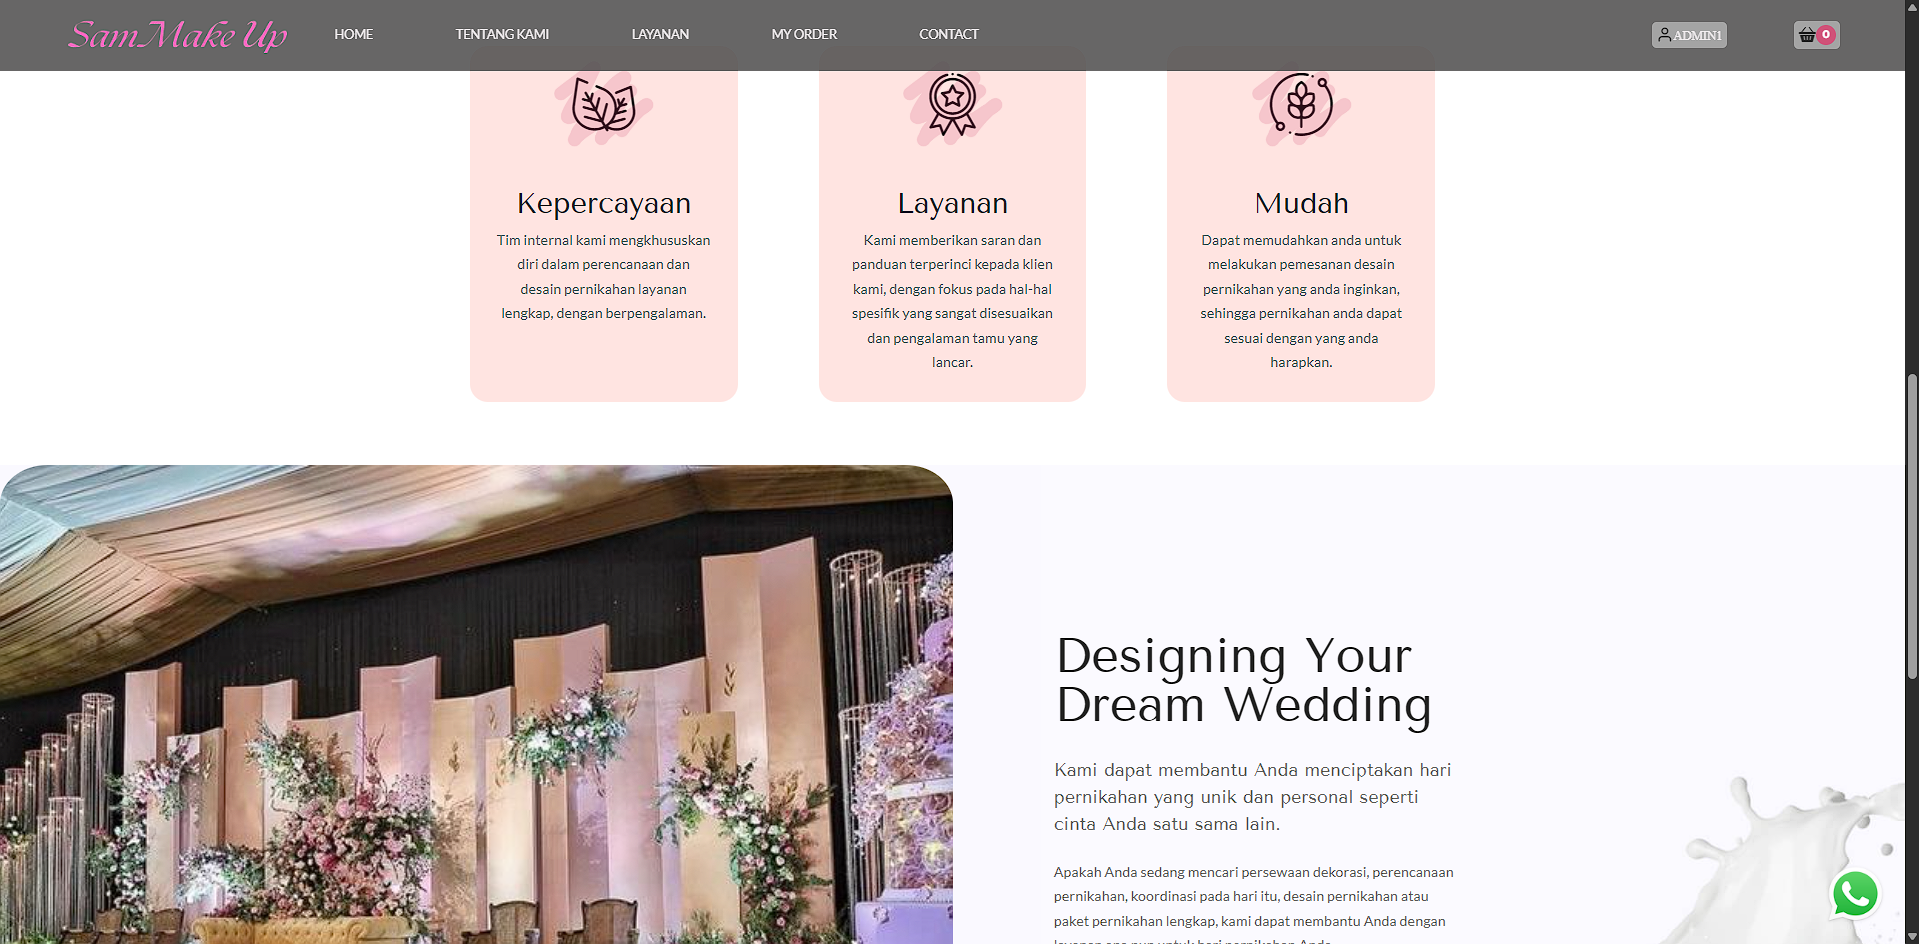 Sam Make Up HOME TENTANG KAMI LAYANAN MY ORDER CONTACT ADMIN1 0
Kepercayaan
Tim internal kami mengkhususkan
diri dalam perencanaan dan
desain pernikahan layanan
lengkap, dengan berpengalaman.
Layanan
Kami memberikan saran dan
panduan terperinci kepada klien
kami, dengan fokus pada hal-hal
spesifik yang sangat disesuaikan
dan pengalaman tamu yang
lancar.
Mudah
Dapat memudahkan anda untuk
melakukan pemesanan desain
pernikahan yang anda inginkan,
sehingga pernikahan anda dapat
sesuai dengan yang anda
harapkan.
Designing Your
Dream Wedding
Kami dapat membantu Anda menciptakan hari
pernikahan yang unik dan personal seperti
cinta Anda satu sama lain.
Apakah Anda sedang mencari persewaan dekorasi, perencanaan
pernikahan, koordinasi pada hari itu, desain pernikahan atau
paket pernikahan lengkap, kami dapat membantu Anda dengan